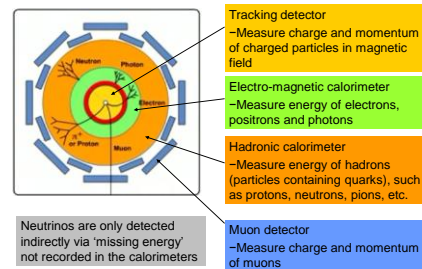 Tracking detector
−Measure charge and momentum
of charged particles in magnetic
field
Electro-magnetic calorimeter
−Measure energy of electrons,
positrons and photons
Hadronic calorimeter
−Measure energy of hadrons
(particles containing quarks), such
as protons, neutrons, pions, etc.
Muon detector
−Measure charge and momentum
of muons
Neutron
Photon
Electron
π+
or Proton
Muon
Neutrinos are only detected
indirectly via ‘missing energy’
not recorded in the calorimeters